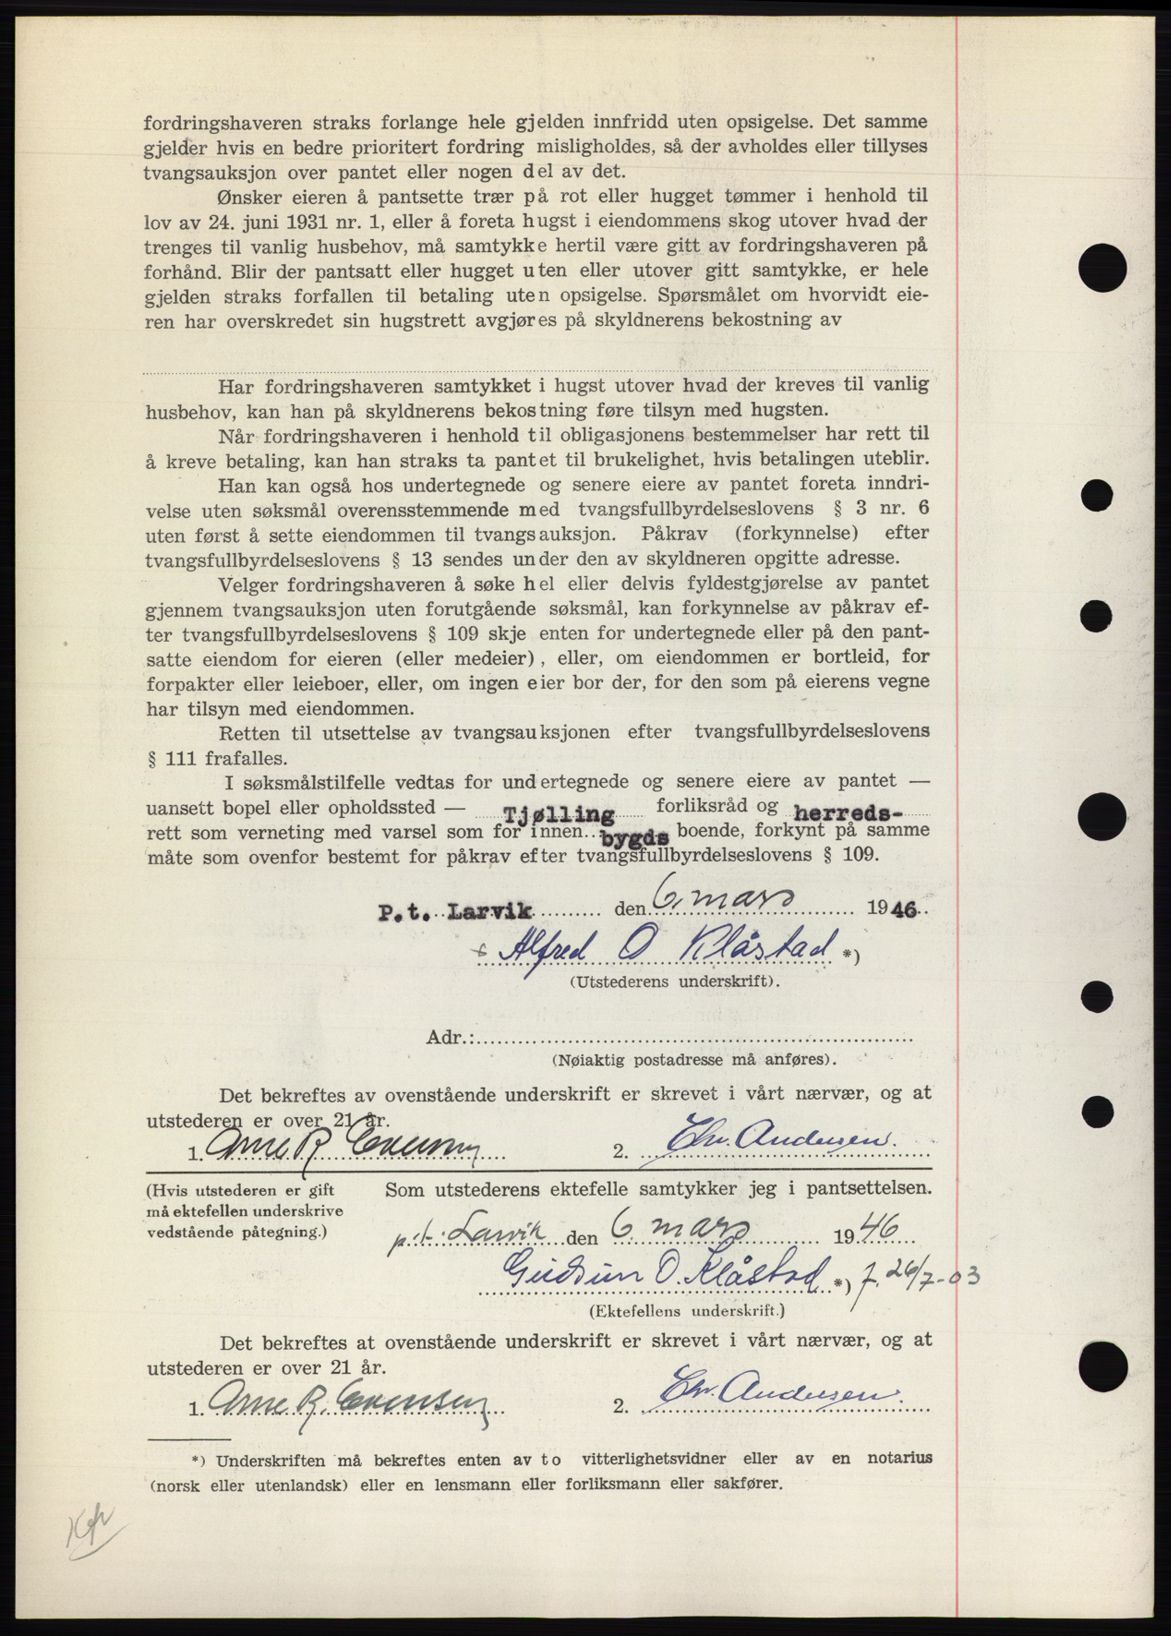 fordringshaveren straks forlange hele gjelden innfridd uten opsigelse. Det samme
gjelder hvis en bedre prioritert fordring misligholdes, så der avholdes eller tillyses
tvangsauksjon over pantet eller nogen del av det.
Ønsker eieren å pantsette trær på rot eller hugget tømmer i henhold til
lov av 24. juni 1931 nr. 1, eller å foreta hugst i eiendommens skog utover hvad der
trenges til vanlig husbehov, må samtykke hertil være gitt av fordringshaveren på
forhånd. Blir der pantsatt eller hugget uten eller utover gitt samtykke, er hele
gjelden straks forfallen til betaling uten opsigelse. Spørsmålet om hvorvidt eie-
ren har overskredet sin hugstrett avgjøres på skyldnerens bekostning av
Har fordringshaveren samtykket i hugst utover hvad der kreves til vanlig
husbehov, kan han på skyldnerens bekostning føre tilsyn med hugsten.
Når fordringshaveren i henhold til obligasjonens bestemmelser har rett til
å kreve betaling, kan han straks ta pantet til brukelighet, hvis betalingen uteblir.
Han kan også hos undertegnede og senere eiere av pantet foreta inndri-
velse uten søksmål overensstemmende med tvangsfullbyrdelseslovens § 3 nr. 6
uten først å sette eiendommen til tvangsauksjon. Påkrav (forkynnelse) efter
tvangsfullbyrdelseslovens § 13 sendes under den av skyldneren opgitte adresse.
Velger fordringshaveren å søke hel eller delvis fyldestgjørelse av pantet
gjennem tvangsauksjon uten forutgående søksmål, kan forkynnelse av påkrav ef-
ter tvangsfullbyrdelseslovens § 109 skje enten for undertegnede eller på den pant-
satte eiendom for eieren (eller medeier), eller, om eiendommen er bortleid, for
forpakter eller leieboer, eller, om ingen eier bor der, for den som på eierens vegne
har tilsyn med eiendommen.
Retten til utsettelse av tvangsauksjonen efter tvangsfullbyrdelseslovens
§ 111 frafalles.
I søksmålstilfelle vedtas for undertegnede og senere eiere av pantet —
uansett bopel eller opholdssted — Tjølling forliksråd og herreds-
rett som verneting med varsel som for innen bygds boende, forkynt på samme
måte som ovenfor bestemt for påkrav efter tvangsfullbyrdelseslovens § 109.
P.t. Larvik den 6. mars 1946
x Alfred O Klåstad *)
(Utstederens underskrift).
Adr.:
(Nøiaktig postadresse må anføres).
Det bekreftes av ovenstående underskrift er skrevet i vårt nærvær, og at
utstederen er over 21 år.
1. Arne R. Evensen 2. Chr. Andersen.
(Hvis utstederen er gift
må ektefellen underskrive
vedstående påtegning.)
Som utstederens ektefelle samtykker jeg i pantsettelsen.
p.t. Larvik den 6. mars 1946
Gudrun O. Klåstad *) f. 26/7-03
(Ektefellens underskrift.)
Det bekreftes at ovenstående underskrift er skrevet i vårt nærvær, og at
utstederen er over 21 år.
1. Arne R. Evensen 2. Chr. Andersen.
*) Underskriften må bekreftes enten av to vitterlighetsvidner eller av en notarius
(norsk eller utenlandsk) eller en lensmann eller forliksmann eller sakfører.